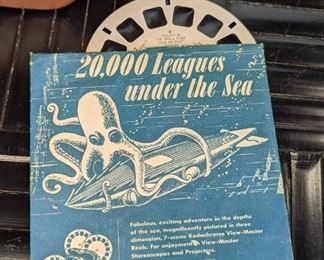 20,000 Leagues
under the Sea
Fabulous, exciting adventure in the depths
of the sea, magnificently pictured in three
dimension, 7-scene Kodachrome View-Master
Reels. For enjoyment in View-Master
Stereoscopes and Projectors.